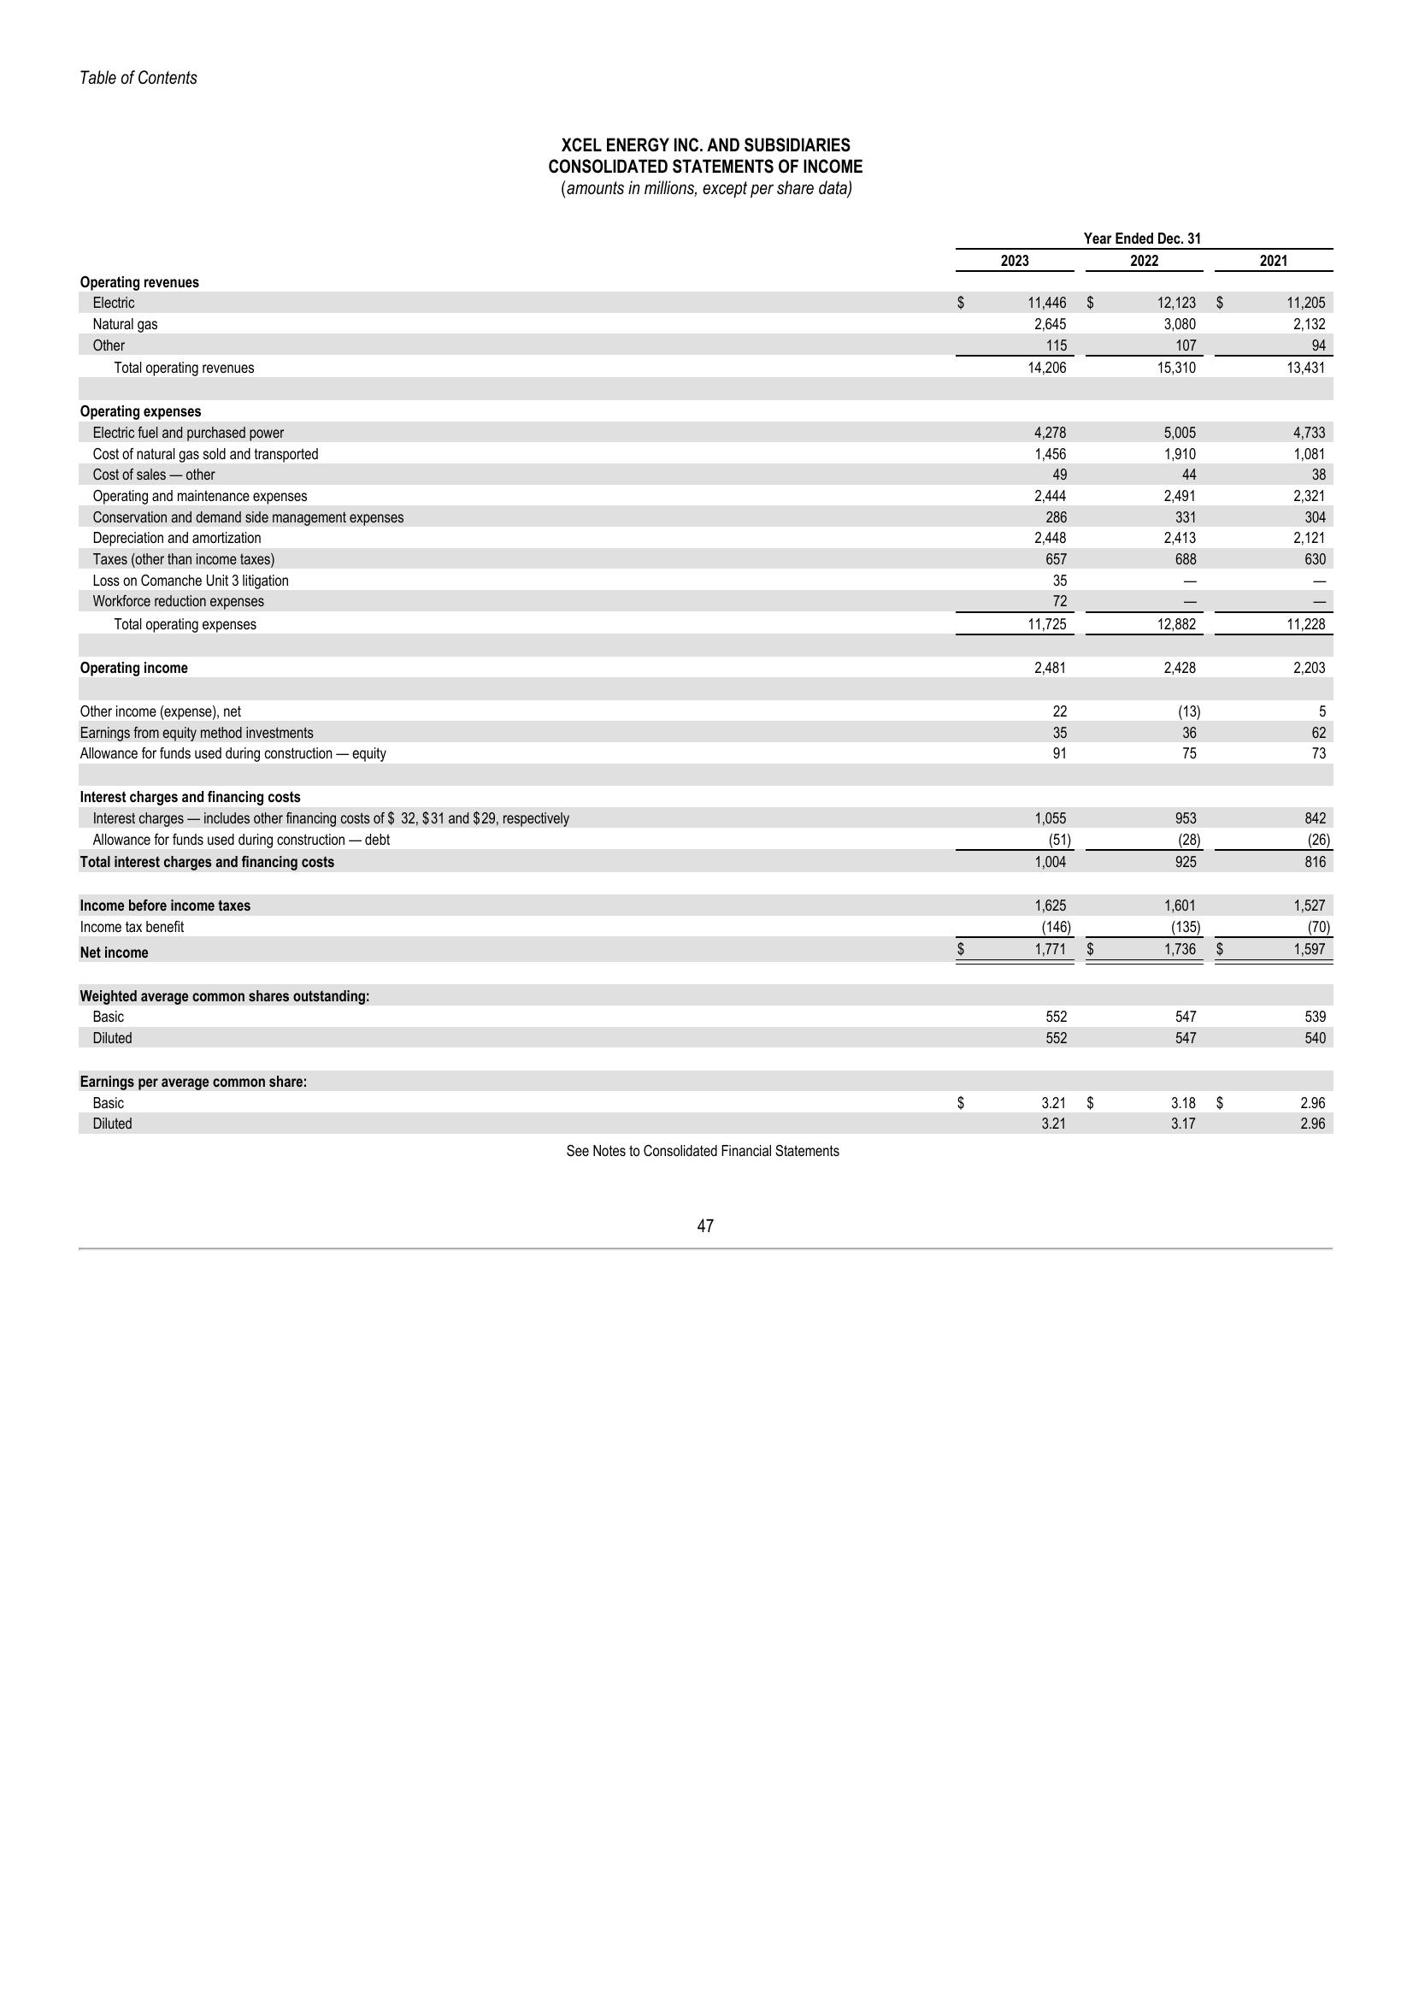 Table of Contents
XCEL ENERGY INC. AND SUBSIDIARIES
CONSOLIDATED STATEMENTS OF INCOME
(amounts in millions, except per share data)
Year Ended Dec. 31
2023 2022 2021
Operating revenues
Electric $ 11,446 $ 12,123 $ 11,205
Natural gas 2,645 3,080 2,132
Other 115 107 94
Total operating revenues 14,206 15,310 13,431
Operating expenses
Electric fuel and purchased power 4,278 5,005 4,733
Cost of natural gas sold and transported 1,456 1,910 1,081
Cost of sales — other 49 44 38
Operating and maintenance expenses 2,444 2,491 2,321
Conservation and demand side management expenses 286 331 304
Depreciation and amortization 2,448 2,413 2,121
Taxes (other than income taxes) 657 688 630
Loss on Comanche Unit 3 litigation 35 — —
Workforce reduction expenses 72 — —
Total operating expenses 11,725 12,882 11,228
Operating income 2,481 2,428 2,203
Other income (expense), net 22 (13) 5
Earnings from equity method investments 35 36 62
Allowance for funds used during construction — equity 91 75 73
Interest charges and financing costs
Interest charges — includes other financing costs of $ 32, $31 and $29, respectively 1,055 953 842
Allowance for funds used during construction — debt (51) (28) (26)
Total interest charges and financing costs 1,004 925 816
Income before income taxes 1,625 1,601 1,527
Income tax benefit (146) (135) (70)
Net income $ 1,771 $ 1,736 $ 1,597
Weighted average common shares outstanding:
Basic 552 547 539
Diluted 552 547 540
Earnings per average common share:
Basic $ 3.21 $ 3.18 $ 2.96
Diluted 3.21 3.17 2.96
See Notes to Consolidated Financial Statements
47